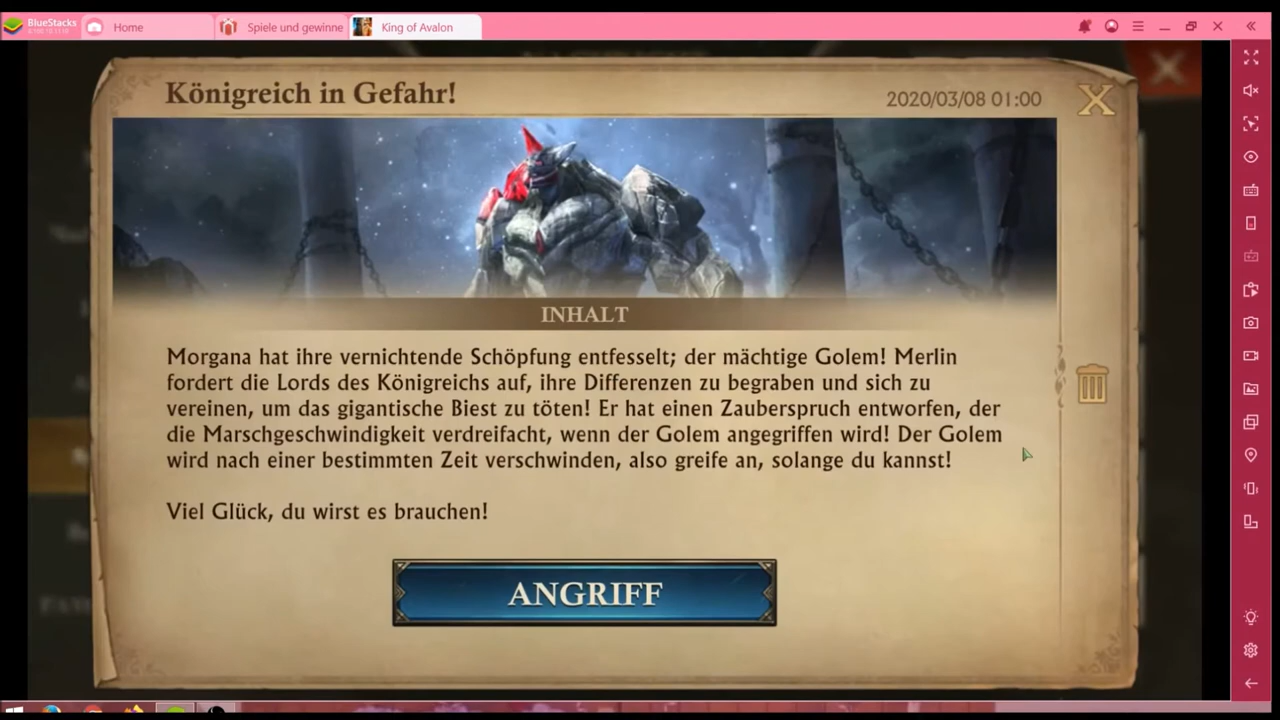 BlueStacks
Home
Spiele und gewinne
King of Avalon
Königreich in Gefahr!
2020/03/08 01:00
INHALT
Morgana hat ihre vernichtende Schöpfung entfesselt; der mächtige Golem! Merlin
fordert die Lords des Königreichs auf, ihre Differenzen zu begraben und sich zu
vereinen, um das gigantische Biest zu töten! Er hat einen Zauberspruch entworfen, der
die Marschgeschwindigkeit verdreifacht, wenn der Golem angegriffen wird! Der Golem
wird nach einer bestimmten Zeit verschwinden, also greife an, solange du kannst!
Viel Glück, du wirst es brauchen!
ANGRIFF